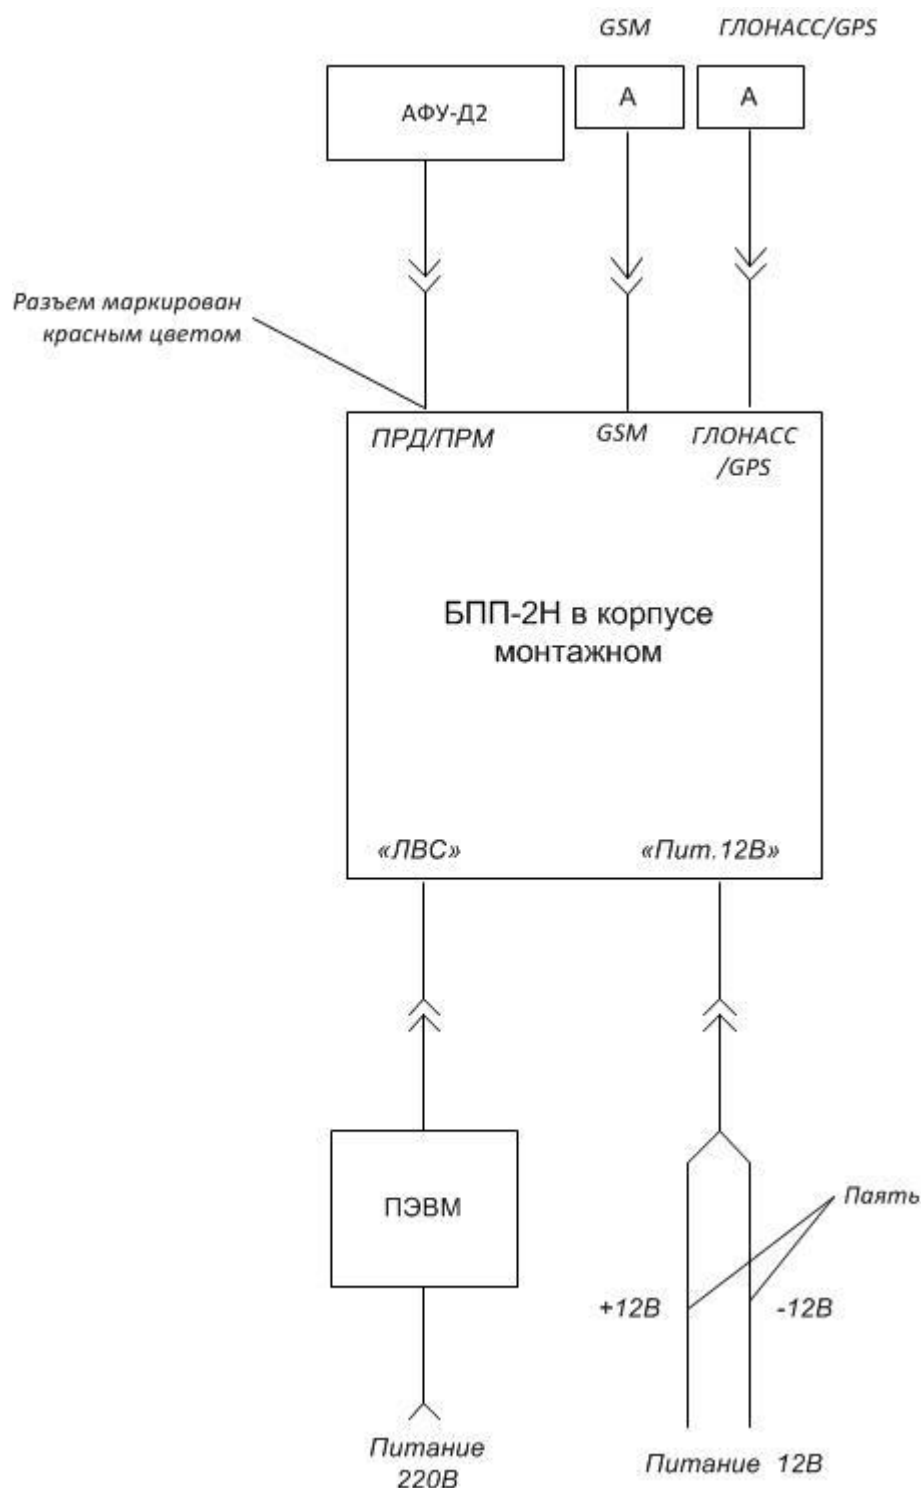 GSM
ГЛОНАСС/GPS
АФУ-Д2
А
А
Разъем маркирован
красным цветом
ПРД/ПРМ
GSM
ГЛОНАСС
/GPS
БПП-2Н в корпусе
монтажном
«ЛВС»
«Пит.12В»
ПЭВМ
Паять
+12В
-12В
Питание
220В
Питание 12В